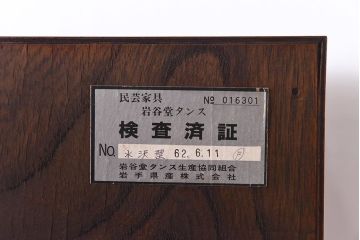 民芸家具 № 016301
岩谷堂タンス
検査済証
No. 水沢 62.6.11
岩谷堂タンス生産協同組合
岩手県産株式会社